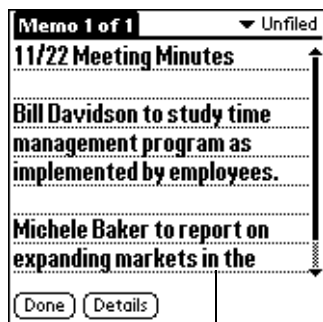 Memo 1 of 1 Unfiled
11/22 Meeting Minutes
Bill Davidson to study time
management program as
implemented by employees.
Michele Baker to report on
expanding markets in the
Done Details